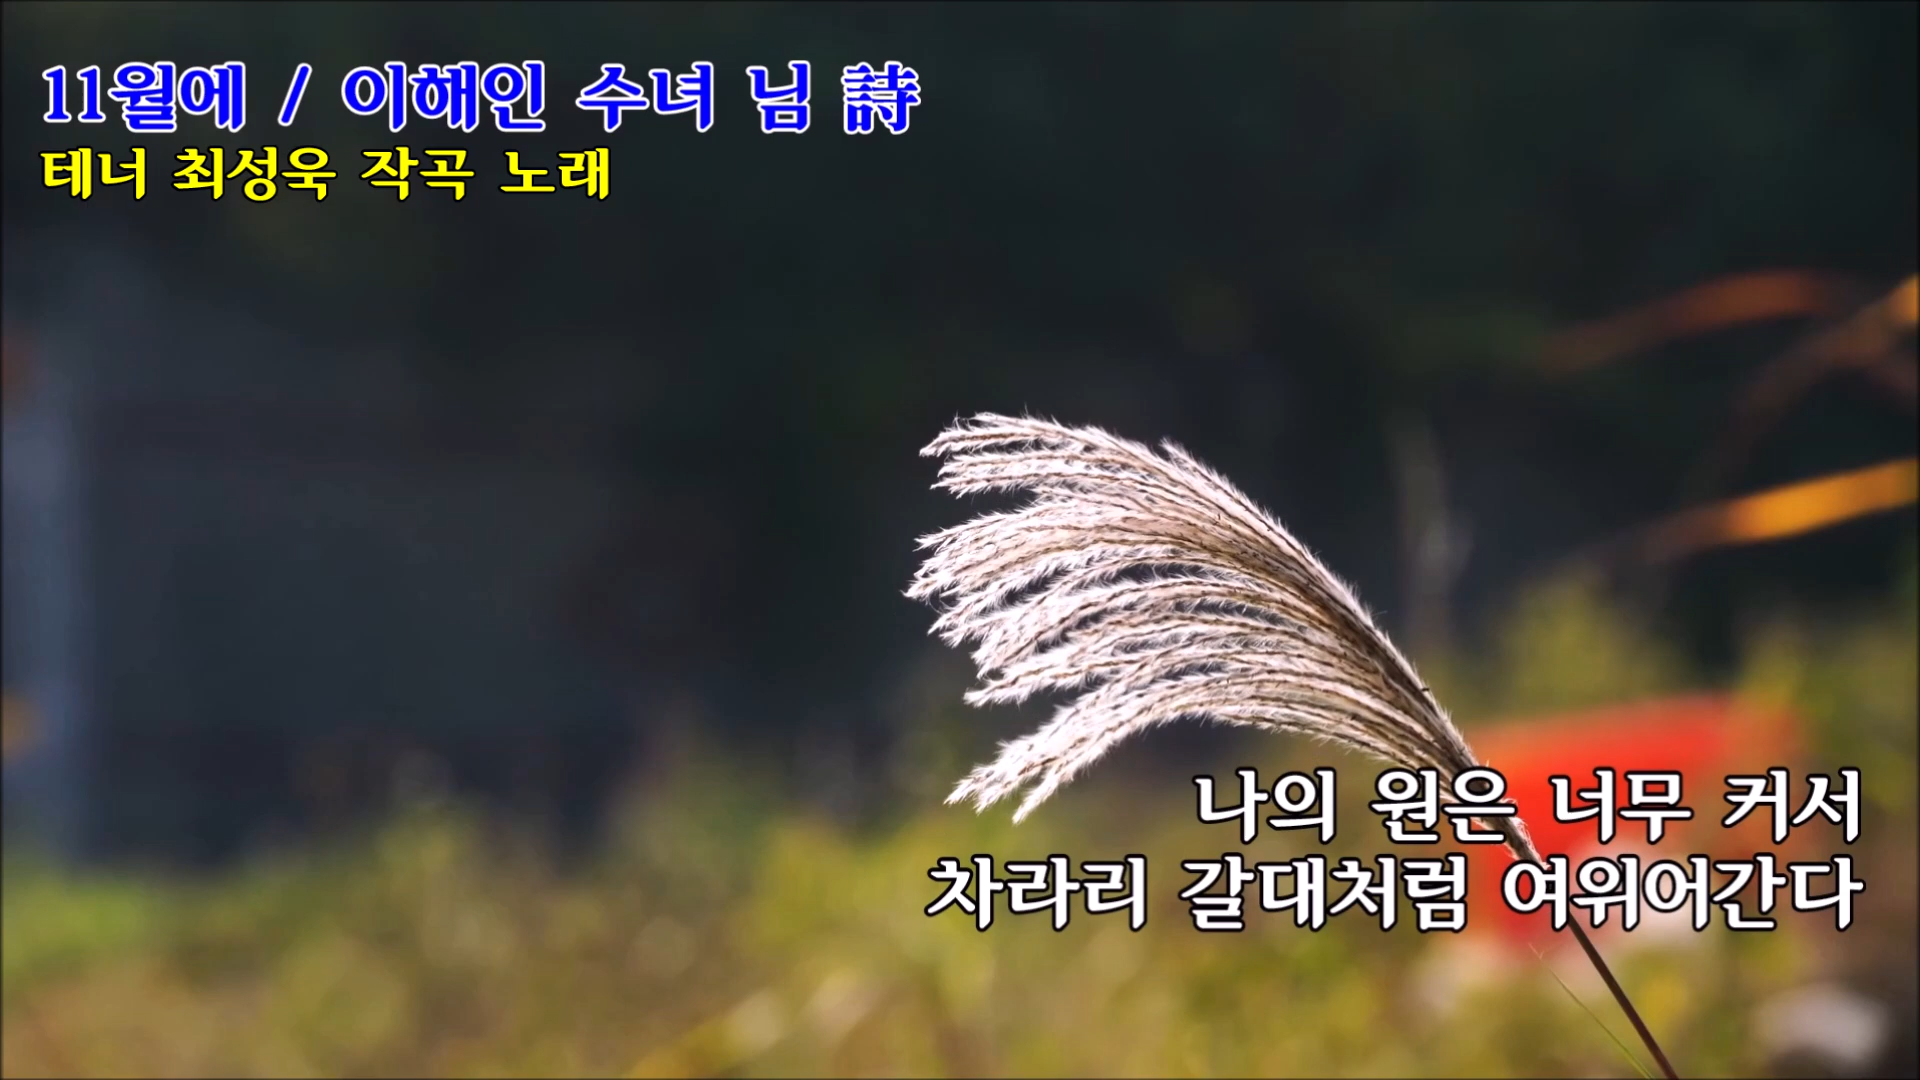 11월에 / 이해인 수녀 님 詩
테너 최성욱 작곡 노래
나의 원은 너무 커서
차라리 갈대처럼 여위어간다